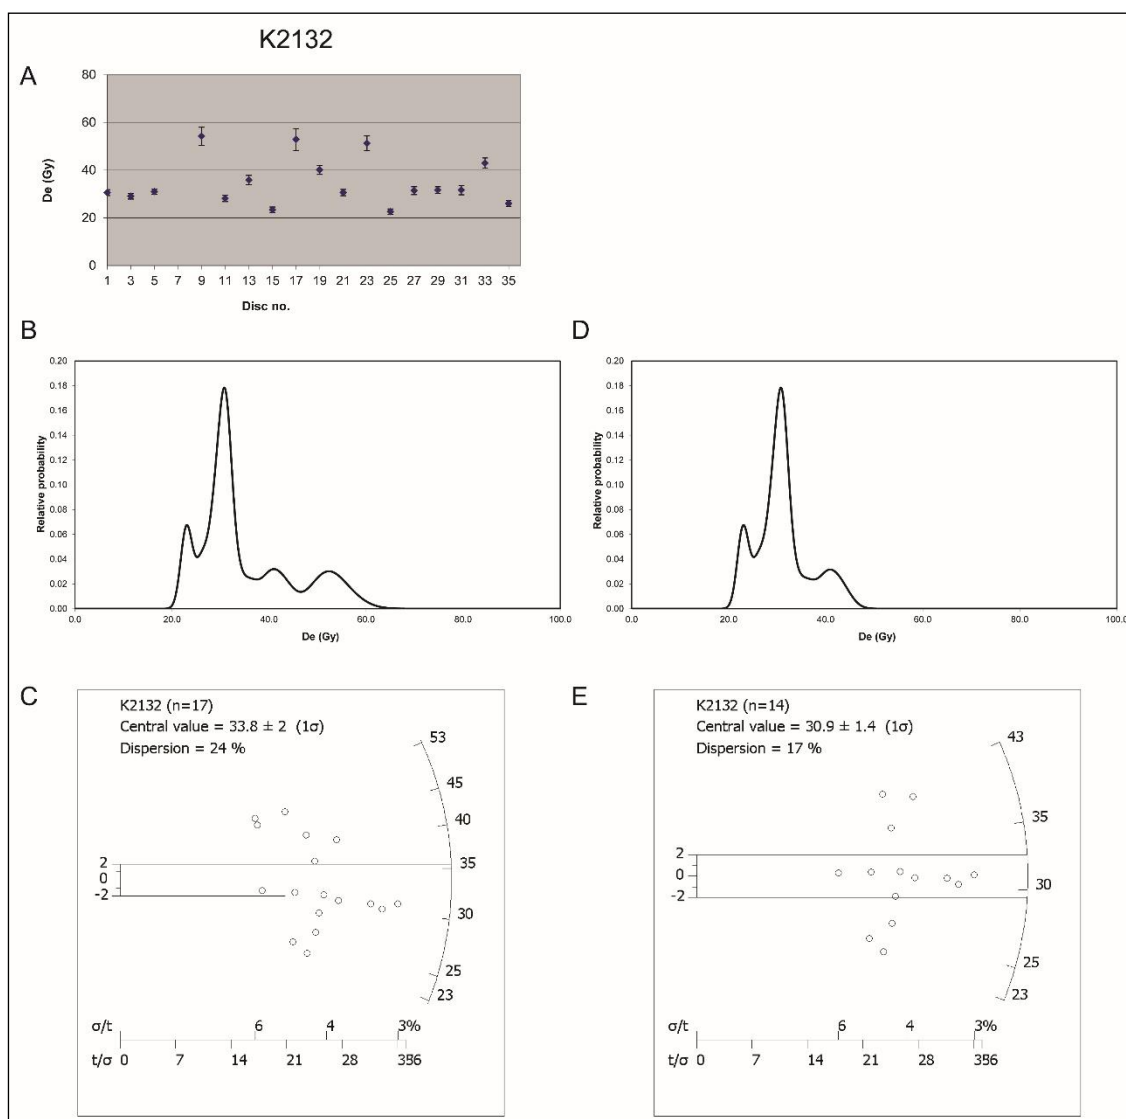 K2132
A
80
60
40
20
0
De (Gy)
1 3 5 7 9 11 13 15 17 19 21 23 25 27 29 31 33 35
Disc no.
B
0.20
0.18
0.16
0.14
0.12
0.10
0.08
0.06
0.04
0.02
0.00
Relative probability
0.0 20.0 40.0 60.0 80.0 100.0
De (Gy)
D
0.20
0.18
0.16
0.14
0.12
0.10
0.08
0.06
0.04
0.02
0.00
Relative probability
0.0 20.0 40.0 60.0 80.0 100.0
De (Gy)
C
K2132 (n=17)
Central value = 33.8 ± 2 (1σ)
Dispersion = 24 %
53
45
40
35
30
25
23
2
0
-2
σ/t 6 4 3%
t/σ 0 7 14 21 28 356
E
K2132 (n=14)
Central value = 30.9 ± 1.4 (1σ)
Dispersion = 17 %
43
35
30
25
23
2
0
-2
σ/t 6 4 3%
t/σ 0 7 14 21 28 356